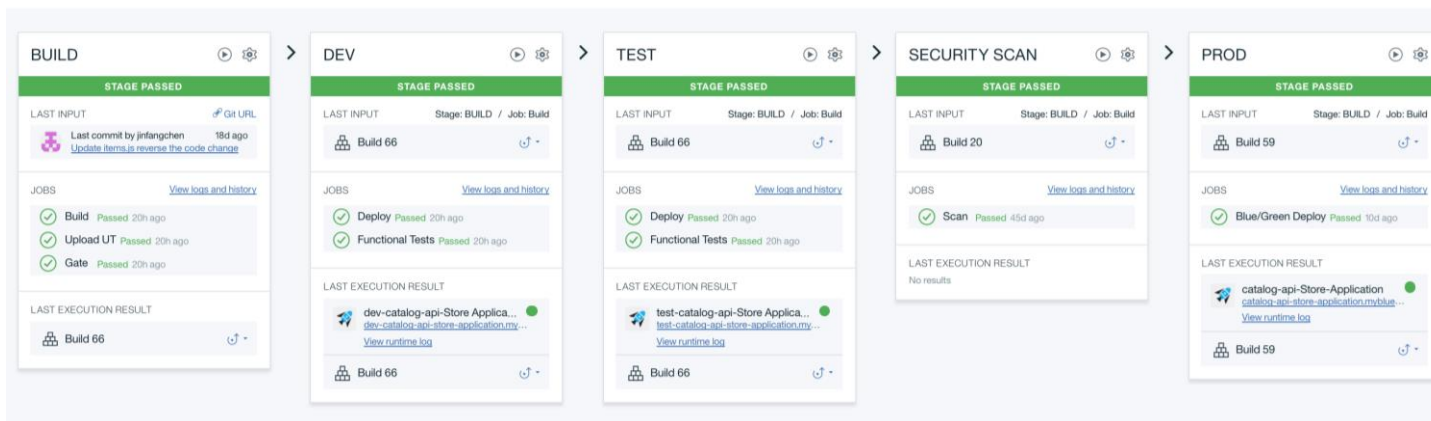 BUILD
STAGE PASSED
LAST INPUT Git URL
Last commit by jinfangchen 18d ago
Update items.js reverse the code change
JOBS View logs and history
Build Passed 20h ago
Upload UT Passed 20h ago
Gate Passed 20h ago
LAST EXECUTION RESULT
Build 66
DEV
STAGE PASSED
LAST INPUT Stage: BUILD / Job: Build
Build 66
JOBS View logs and history
Deploy Passed 20h ago
Functional Tests Passed 20h ago
LAST EXECUTION RESULT
dev-catalog-api-Store Applica...
dev-catalog-api-store-application.my...
View runtime log
Build 66
TEST
STAGE PASSED
LAST INPUT Stage: BUILD / Job: Build
Build 66
JOBS View logs and history
Deploy Passed 20h ago
Functional Tests Passed 20h ago
LAST EXECUTION RESULT
test-catalog-api-Store Applica...
test-catalog-api-store-application.my...
View runtime log
Build 66
SECURITY SCAN
STAGE PASSED
LAST INPUT Stage: BUILD / Job: Build
Build 20
JOBS View logs and history
Scan Passed 45d ago
LAST EXECUTION RESULT
No results
PROD
STAGE PASSED
LAST INPUT Stage: BUILD / Job: Build
Build 59
JOBS View logs and history
Blue/Green Deploy Passed 10d ago
LAST EXECUTION RESULT
catalog-api-Store-Application
catalog-api-store-application.myblue...
View runtime log
Build 59